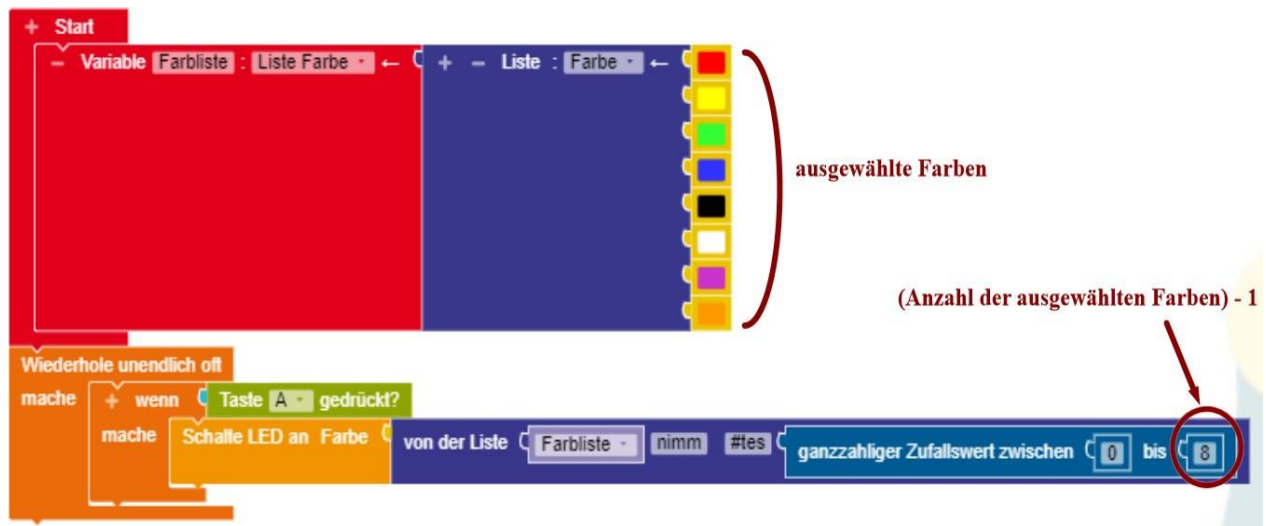 + Start
− Variable Farbliste : Liste Farbe ← + − Liste : Farbe ←
ausgewählte Farben
(Anzahl der ausgewählten Farben) - 1
Wiederhole unendlich oft
mache + wenn Taste A gedrückt?
mache Schalte LED an Farbe von der Liste Farbliste nimm #tes ganzzahliger Zufallswert zwischen 0 bis 8